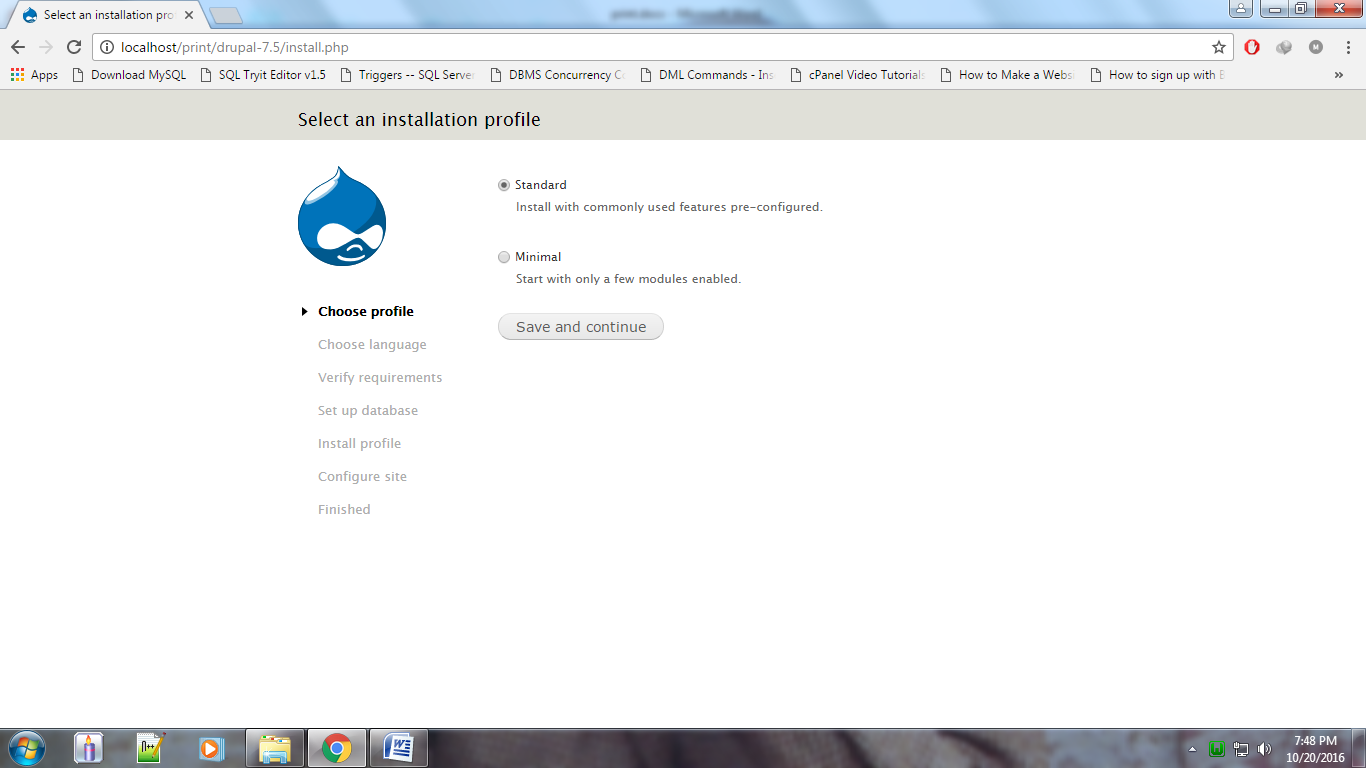 Select an installation pro
localhost/print/drupal-7.5/install.php
Apps Download MySQL SQL Tryit Editor v1.5 Triggers -- SQL Server DBMS Concurrency C DML Commands - Ins cPanel Video Tutorials How to Make a Webs How to sign up with B
Select an installation profile
Standard
Install with commonly used features pre-configured.
Minimal
Start with only a few modules enabled.
Save and continue
Choose profile
Choose language
Verify requirements
Set up database
Install profile
Configure site
Finished
7:48 PM
10/20/2016